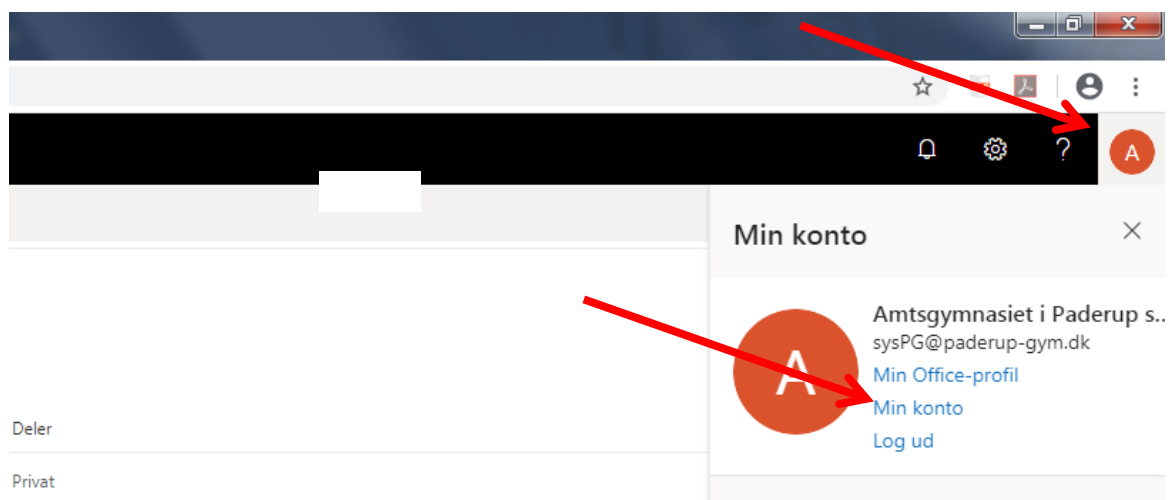 ?
A
Min konto
Amtsgymnasiet i Paderup s..
sysPG@paderup-gym.dk
A
Min Office-profil
Min konto
Log ud
Deler
Privat